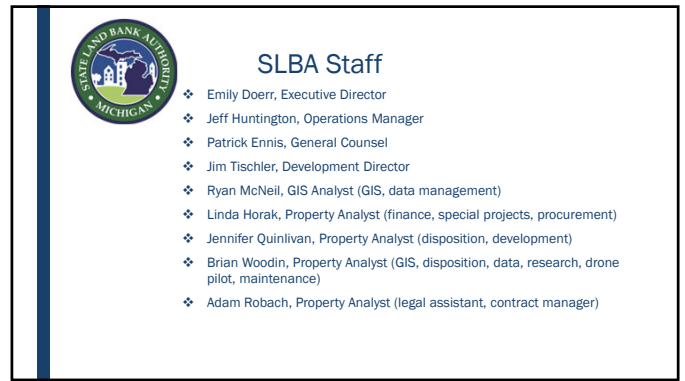 STATE LAND BANK AUTHORITY
• MICHIGAN •
SLBA Staff
❖ Emily Doerr, Executive Director
❖ Jeff Huntington, Operations Manager
❖ Patrick Ennis, General Counsel
❖ Jim Tischler, Development Director
❖ Ryan McNeil, GIS Analyst (GIS, data management)
❖ Linda Horak, Property Analyst (finance, special projects, procurement)
❖ Jennifer Quinlivan, Property Analyst (disposition, development)
❖ Brian Woodin, Property Analyst (GIS, disposition, data, research, drone
pilot, maintenance)
❖ Adam Robach, Property Analyst (legal assistant, contract manager)